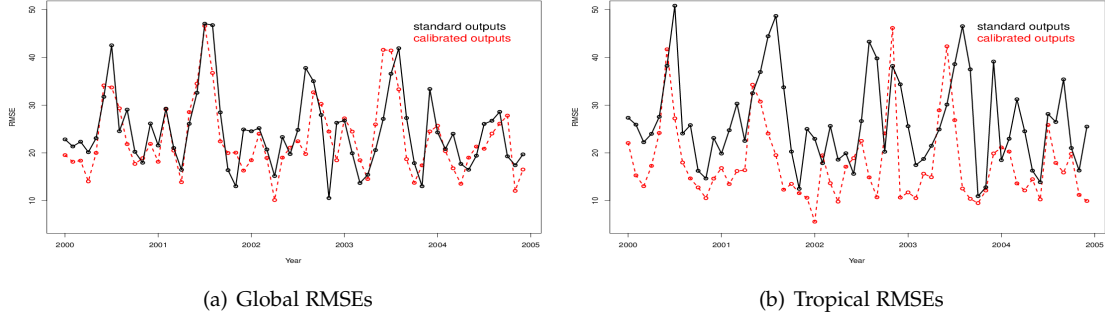 50
40
30
20
10
RMSE
standard outputs
calibrated outputs
2000
2001
2002
2003
2004
2005
Year
(a) Global RMSEs
50
40
30
20
10
RMSE
standard outputs
calibrated outputs
2000
2001
2002
2003
2004
2005
Year
(b) Tropical RMSEs